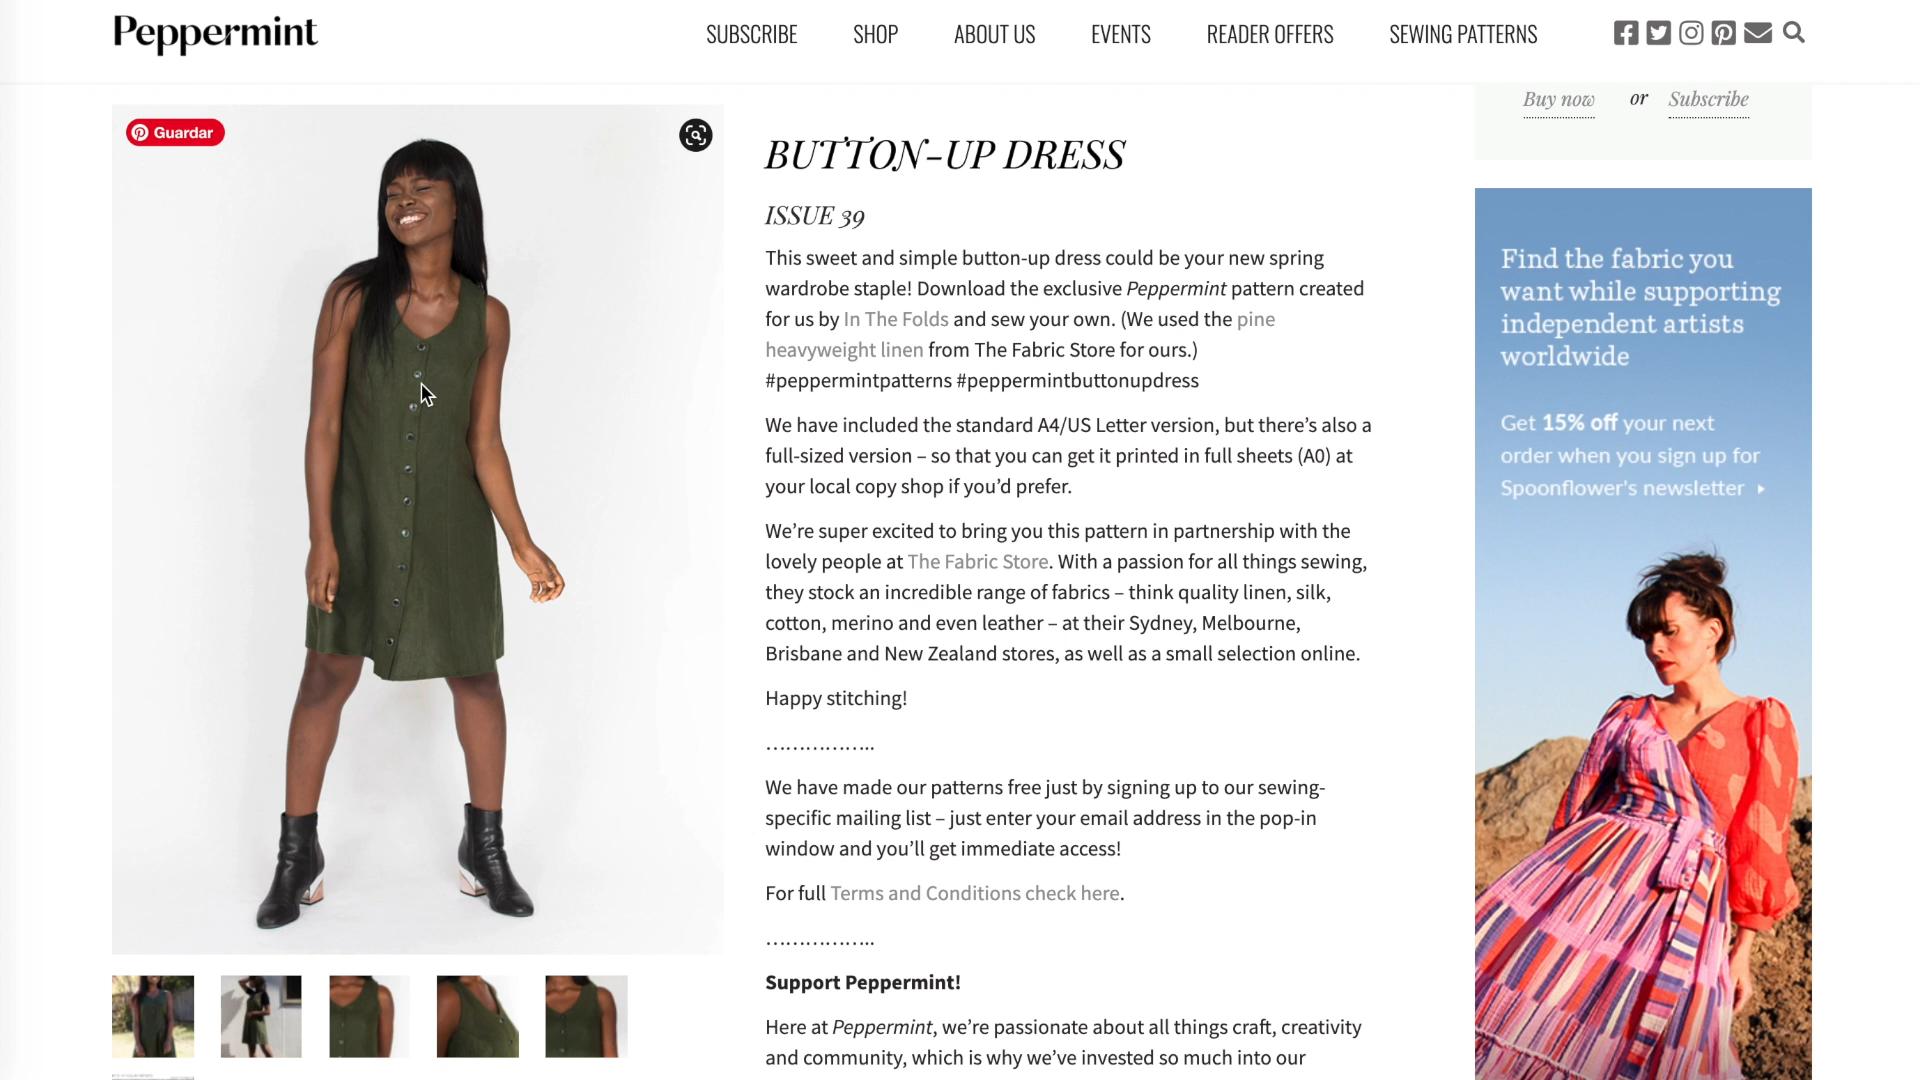 Peppermint
SUBSCRIBE SHOP ABOUT US EVENTS READER OFFERS SEWING PATTERNS
Buy now or Subscribe
Guardar
BUTTON-UP DRESS
ISSUE 39
This sweet and simple button-up dress could be your new spring
wardrobe staple! Download the exclusive Peppermint pattern created
for us by In The Folds and sew your own. (We used the pine
heavyweight linen from The Fabric Store for ours.)
#peppermintpatterns #peppermintbuttonupdress
We have included the standard A4/US Letter version, but there’s also a
full-sized version – so that you can get it printed in full sheets (A0) at
your local copy shop if you’d prefer.
We’re super excited to bring you this pattern in partnership with the
lovely people at The Fabric Store. With a passion for all things sewing,
they stock an incredible range of fabrics – think quality linen, silk,
cotton, merino and even leather – at their Sydney, Melbourne,
Brisbane and New Zealand stores, as well as a small selection online.
Happy stitching!
……………..
We have made our patterns free just by signing up to our sewing-
specific mailing list – just enter your email address in the pop-in
window and you’ll get immediate access!
For full Terms and Conditions check here.
……………..
Support Peppermint!
Here at Peppermint, we’re passionate about all things craft, creativity
and community, which is why we’ve invested so much into our
Find the fabric you
want while supporting
independent artists
worldwide
Get 15% off your next
order when you sign up for
Spoonflower's newsletter